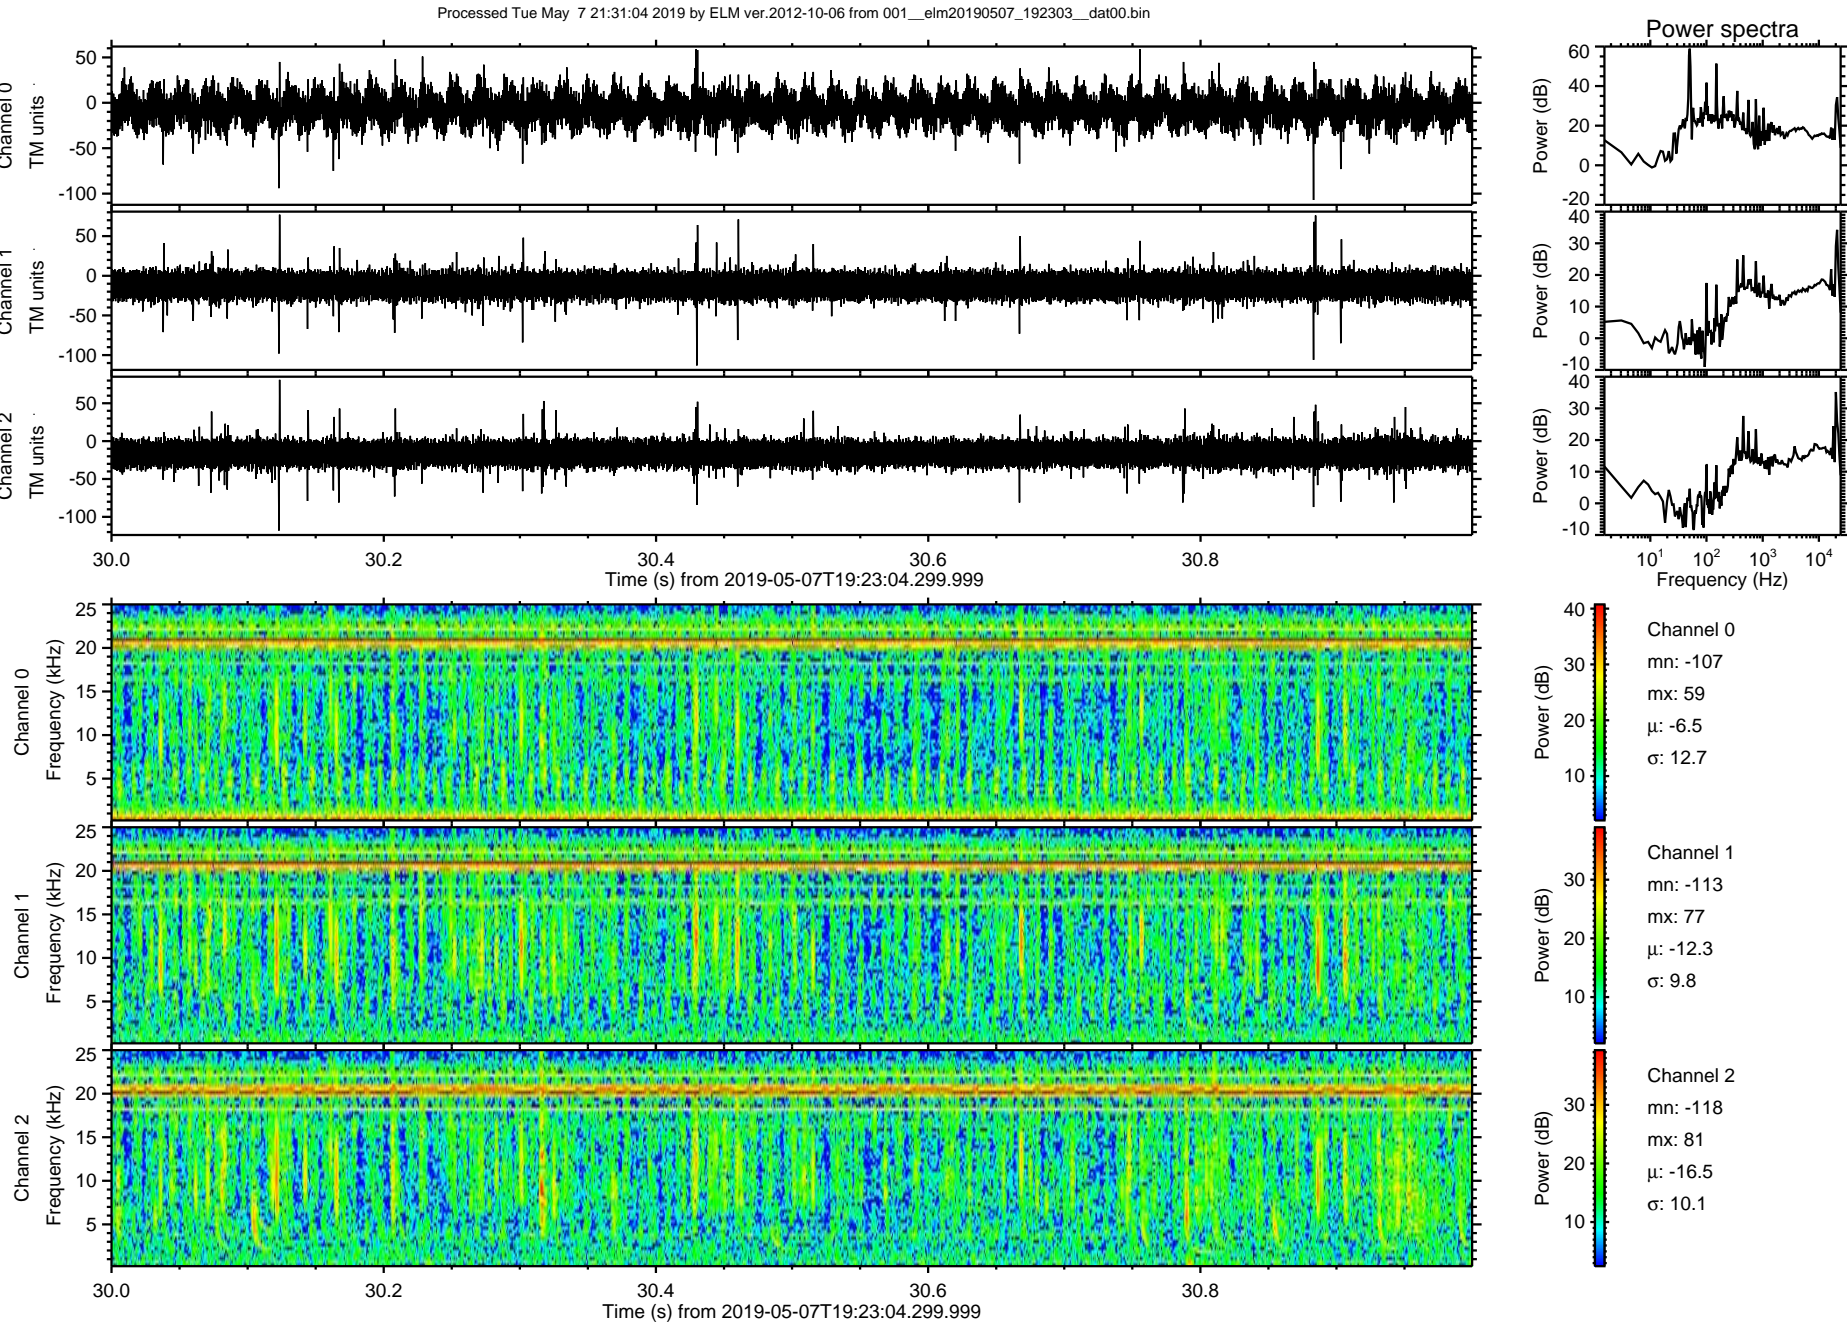 Processed Tue May  7 21:31:04 2019 by ELM ver.2012-10-06 from 001__elm20190507_192303__dat00.bin
Power spectra
Channel 0
TM units
50
0
-50
-100
Power (dB)
60
40
20
0
-20
Channel 1
TM units
50
0
-50
-100
Power (dB)
40
30
20
10
0
-10
Channel 2
TM units
50
0
-50
-100
Power (dB)
40
30
20
10
0
-10
30.0 30.2 30.4 30.6 30.8
Time (s) from 2019-05-07T19:23:04.299.999
10¹ 10² 10³ 10⁴
Frequency (Hz)
Channel 0
Frequency (kHz)
25
20
15
10
5
Power (dB)
40
30
20
10
Channel 0
mn: -107
mx: 59
μ: -6.5
σ: 12.7
Channel 1
Frequency (kHz)
25
20
15
10
5
Power (dB)
30
20
10
Channel 1
mn: -113
mx: 77
μ: -12.3
σ: 9.8
Channel 2
Frequency (kHz)
25
20
15
10
5
Power (dB)
30
20
10
Channel 2
mn: -118
mx: 81
μ: -16.5
σ: 10.1
30.0 30.2 30.4 30.6 30.8
Time (s) from 2019-05-07T19:23:04.299.999